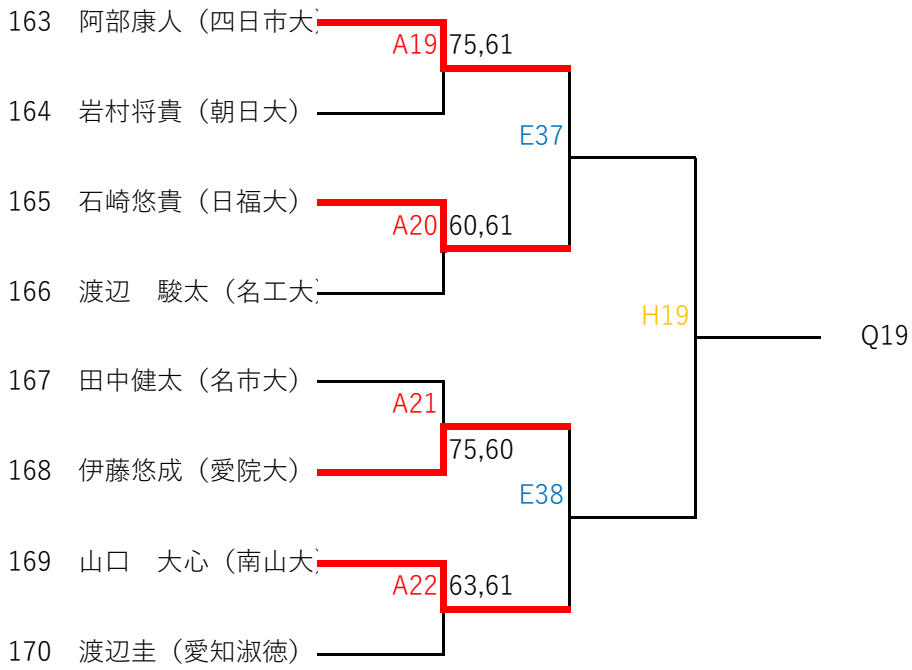 163 阿部康人（四日市大）
A19 75,61
164 岩村将貴（朝日大）
E37
165 石崎悠貴（日福大）
A20 60,61
166 渡辺　駿太（名工大）
H19
Q19
167 田中健太（名市大）
A21
75,60
168 伊藤悠成（愛院大）
E38
169 山口　大心（南山大）
A22 63,61
170 渡辺圭（愛知淑徳）